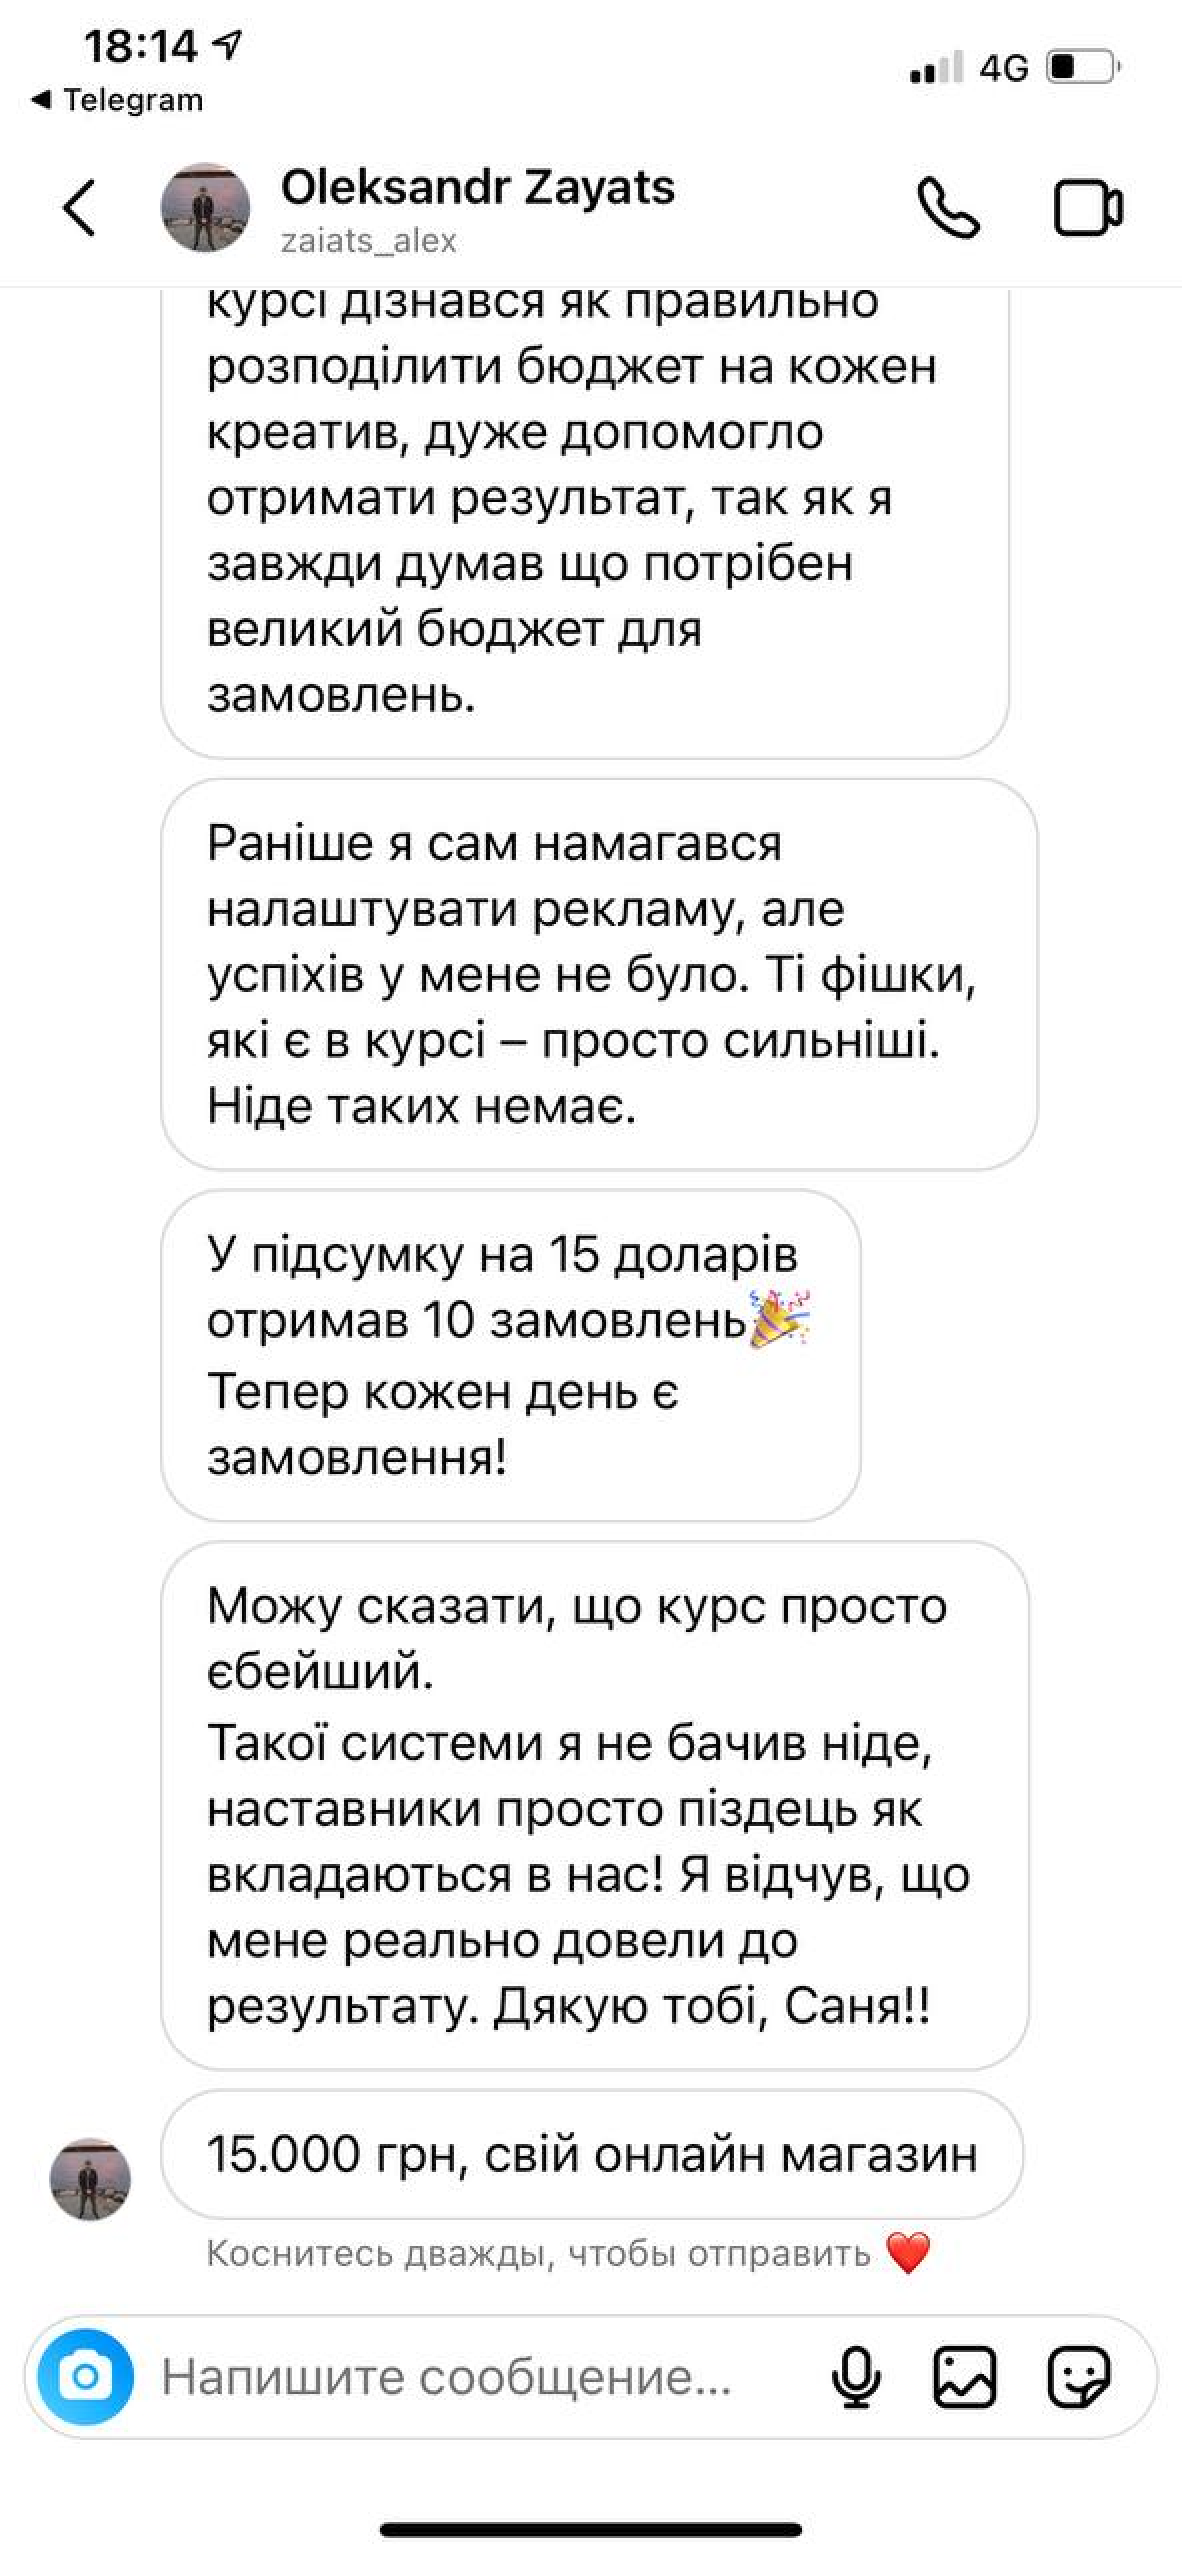 18:14
4G
◀ Telegram
Oleksandr Zayats
zaiats_alex
курсі дізнався як правильно
розподілити бюджет на кожен
креатив, дуже допомогло
отримати результат, так як я
завжди думав що потрібен
великий бюджет для
замовлень.
Раніше я сам намагався
налаштувати рекламу, але
успіхів у мене не було. Ті фішки,
які є в курсі – просто сильніші.
Ніде таких немає.
У підсумку на 15 доларів
отримав 10 замовлень🎉
Тепер кожен день є
замовлення!
Можу сказати, що курс просто
єбейший.
Такої системи я не бачив ніде,
наставники просто піздець як
вкладаються в нас! Я відчув, що
мене реально довели до
результату. Дякую тобі, Саня!!
15.000 грн, свій онлайн магазин
Коснитесь дважды, чтобы отправить ❤️
Напишите сообщение...